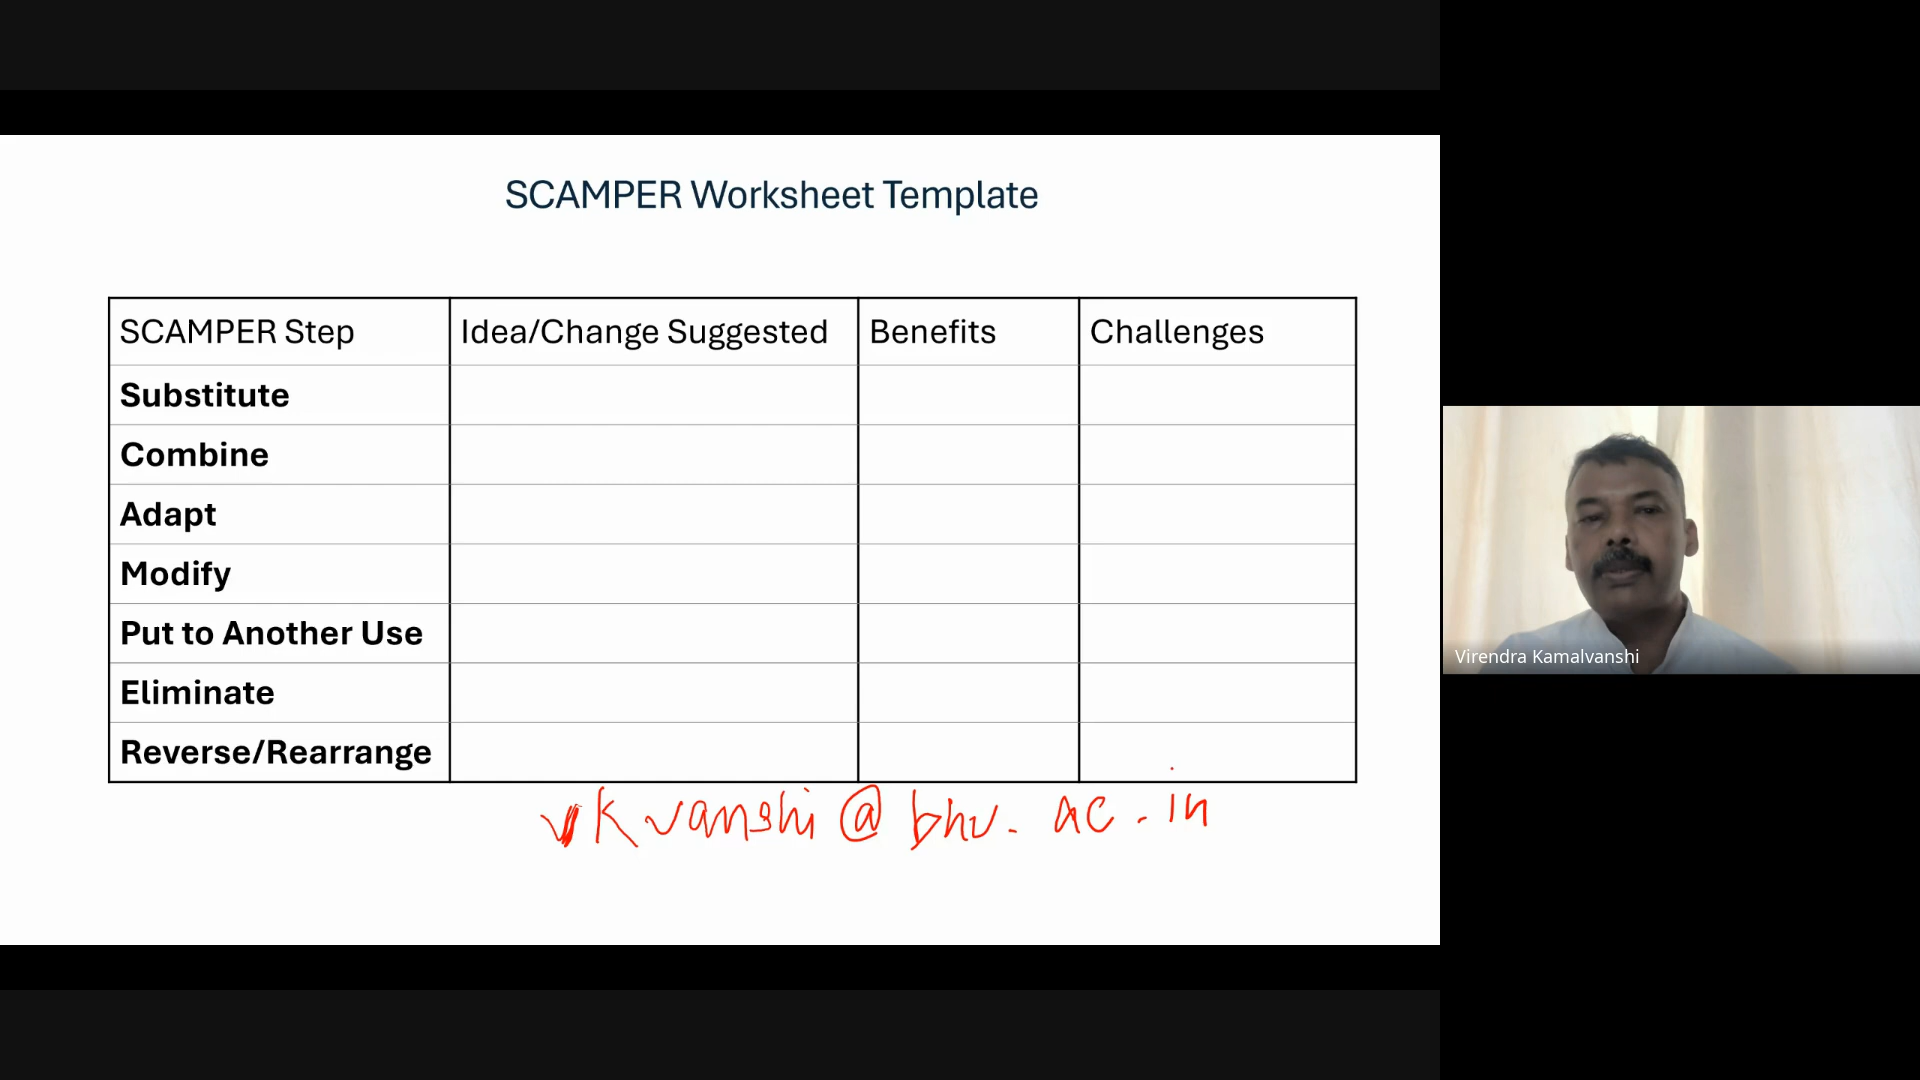 SCAMPER Worksheet Template
SCAMPER Step Idea/Change Suggested Benefits Challenges
Substitute
Combine
Adapt
Modify
Put to Another Use
Eliminate
Reverse/Rearrange
vkvanshi@bhu.ac.in
Virendra Kamalvanshi